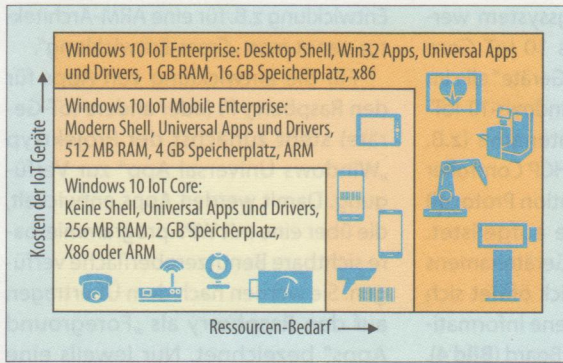 Windows 10 IoT Enterprise: Desktop Shell, Win32 Apps, Universal Apps
und Drivers, 1 GB RAM, 16 GB Speicherplatz, x86
Windows 10 IoT Mobile Enterprise:
Modern Shell, Universal Apps und Drivers,
512 MB RAM, 4 GB Speicherplatz, ARM
Windows 10 IoT Core:
Keine Shell, Universal Apps und Drivers,
256 MB RAM, 2 GB Speicherplatz,
X86 oder ARM
Kosten der IoT Geräte
Ressourcen-Bedarf